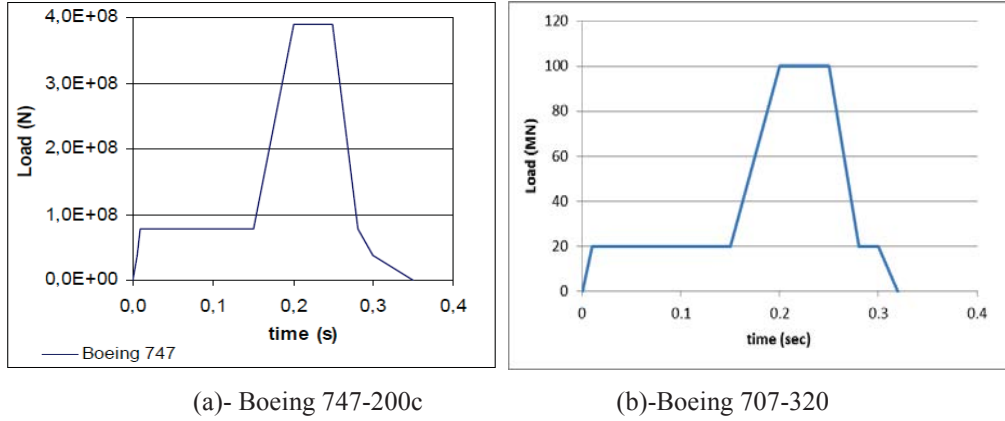 4,0E+08
3,0E+08
2,0E+08
1,0E+08
0,0E+00
Load (N)
0,0 0,1 0,2 0,3 0,4
time (s)
Boeing 747
120
100
80
60
40
20
0
Load (MN)
0 0.1 0.2 0.3 0.4
time (sec)
(a)- Boeing 747-200c (b)-Boeing 707-320